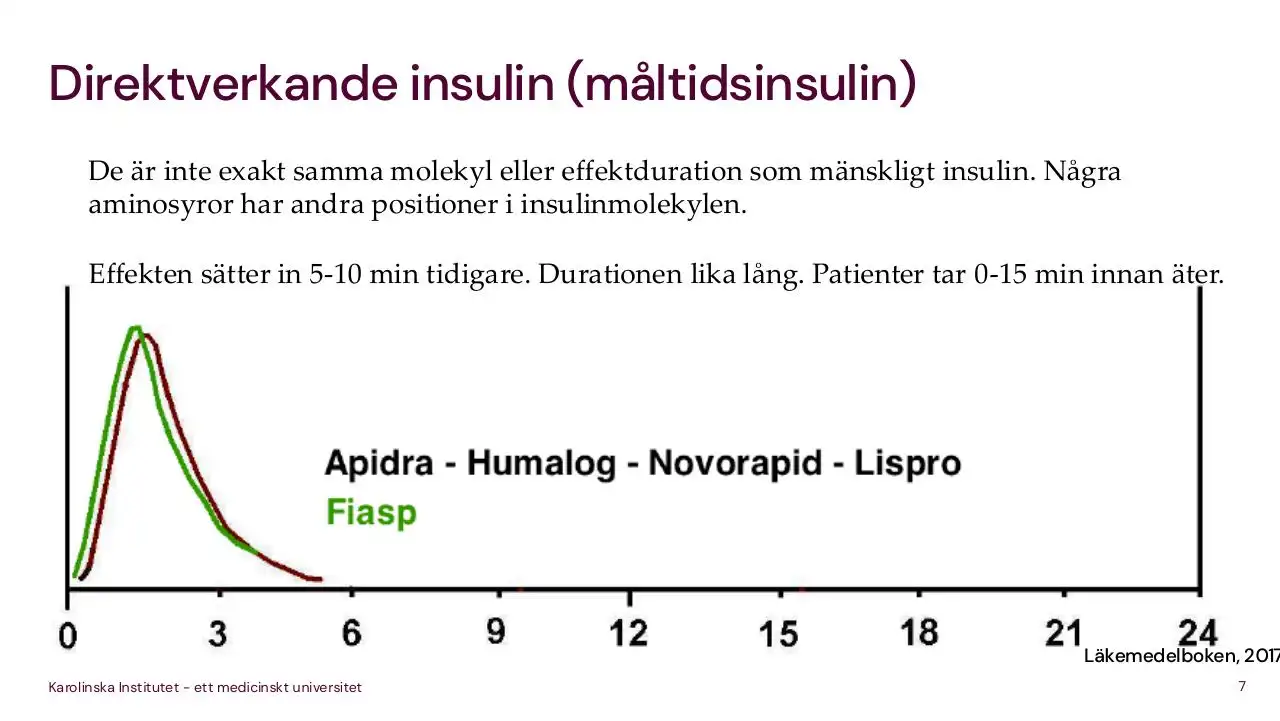 Direktverkande insulin (måltidsinsulin)
De är inte exakt samma molekyl eller effektduration som mänskligt insulin. Några
aminosyror har andra positioner i insulinmolekylen.
Effekten sätter in 5-10 min tidigare. Durationen lika lång. Patienter tar 0-15 min innan äter.
Apidra - Humalog - Novorapid - Lispro
Fiasp
0 3 6 9 12 15 18 21 24
Läkemedelboken, 2017
Karolinska Institutet - ett medicinskt universitet
7